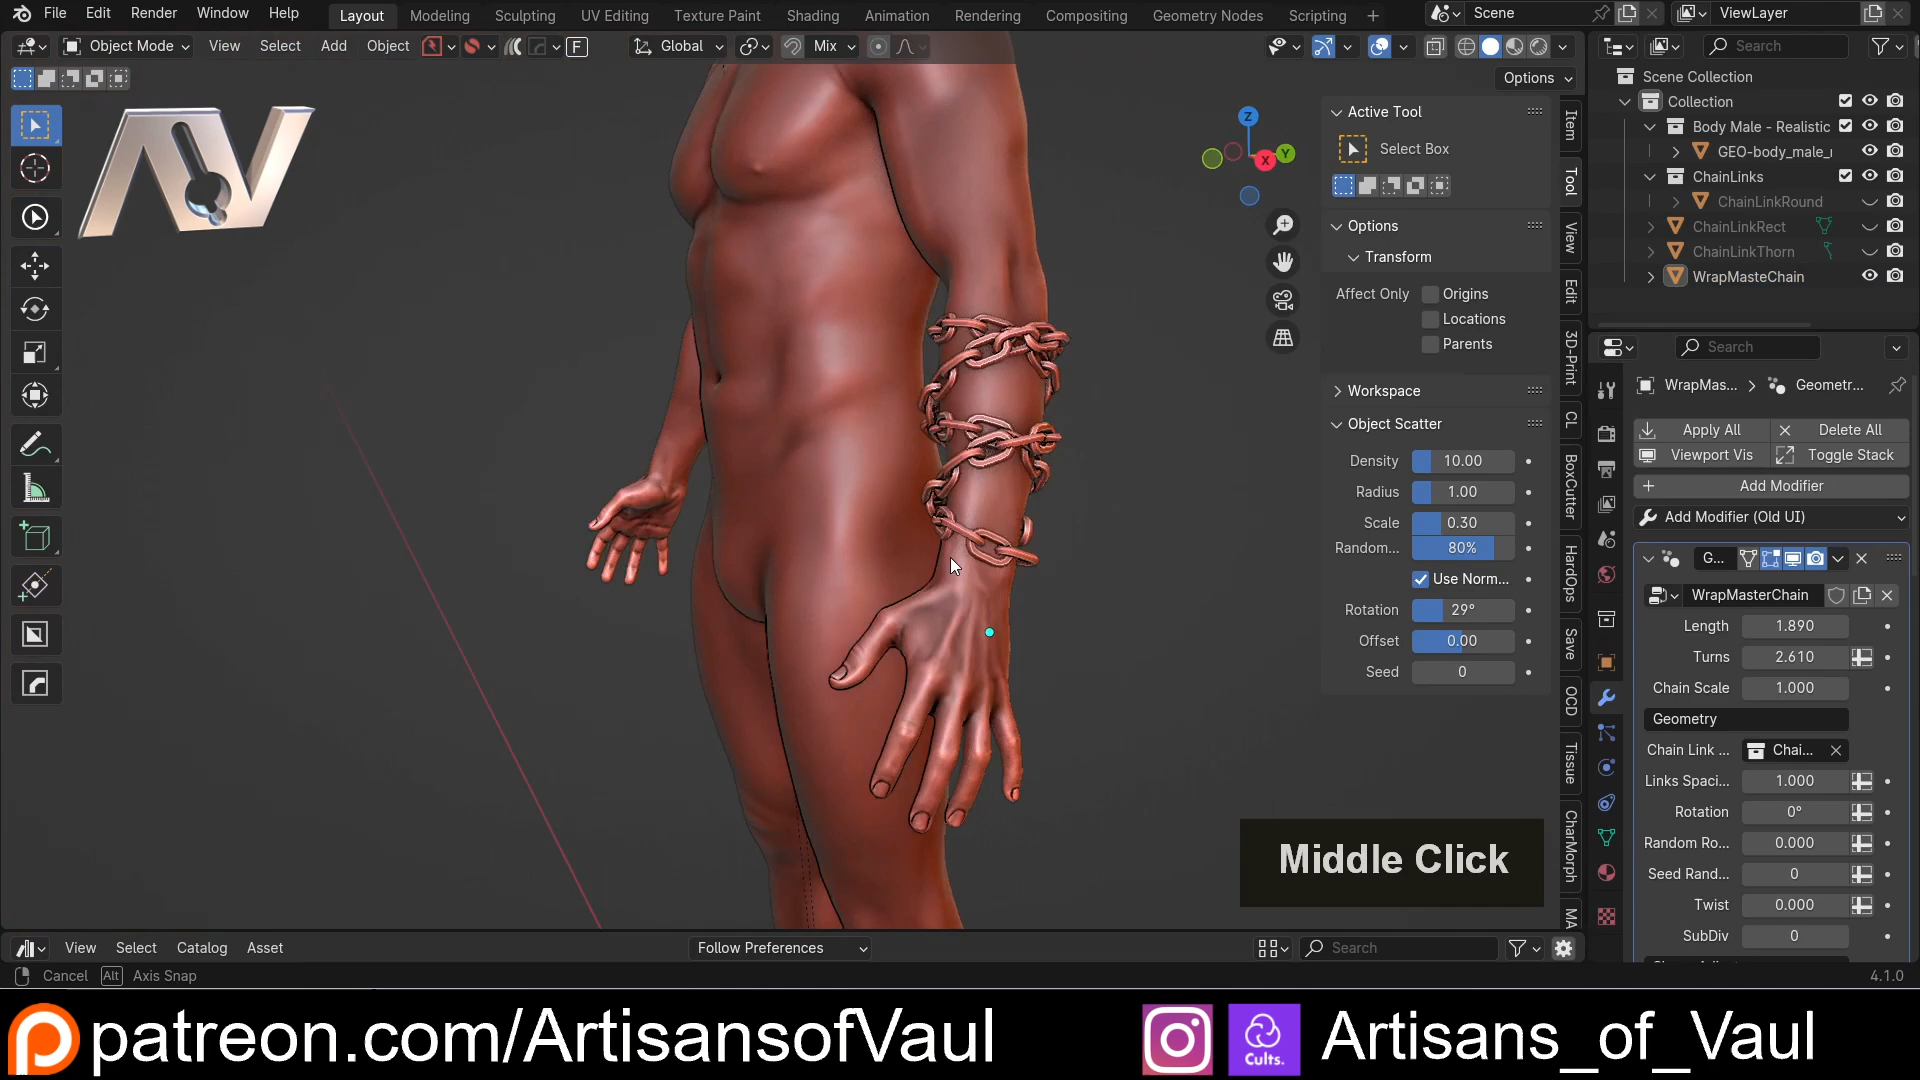 File Edit Render Window Help Layout Modeling Sculpting UV Editing Texture Paint Shading Animation Rendering Compositing Geometry Nodes Scripting + Scene ViewLayer
Object Mode View Select Add Object F Global Mix Search
Options
Scene Collection
Collection
Body Male - Realistic
GEO-body_male_
ChainLinks
ChainLinkRound
ChainLinkRect
ChainLinkThorn
WrapMasteChain
AV
Z
Y
X
Active Tool
Select Box
Options
Transform
Affect Only Origins
Locations
Parents
Workspace
Object Scatter
Density 10.00
Radius 1.00
Scale 0.30
Random... 80%
Use Norm...
Rotation 29°
Offset 0.00
Seed 0
Item
Tool
View
Edit
3D-Print
CL
BoxCutter
HardOps
Save
OCD
Tissue
CharMorph
MA
Search
WrapMas... > Geometr...
Apply All Delete All
Viewport Vis Toggle Stack
Add Modifier
Add Modifier (Old UI)
G...
WrapMasterChain
Length 1.890
Turns 2.610
Chain Scale 1.000
Geometry
Chain Link ... Chai...
Links Spaci... 1.000
Rotation 0°
Random Ro... 0.000
Seed Rand... 0
Twist 0.000
SubDiv 0
Middle Click
View Select Catalog Asset Follow Preferences Search
Cancel Alt Axis Snap 4.1.0
patreon.com/ArtisansofVaul Cults. Artisans_of_Vaul